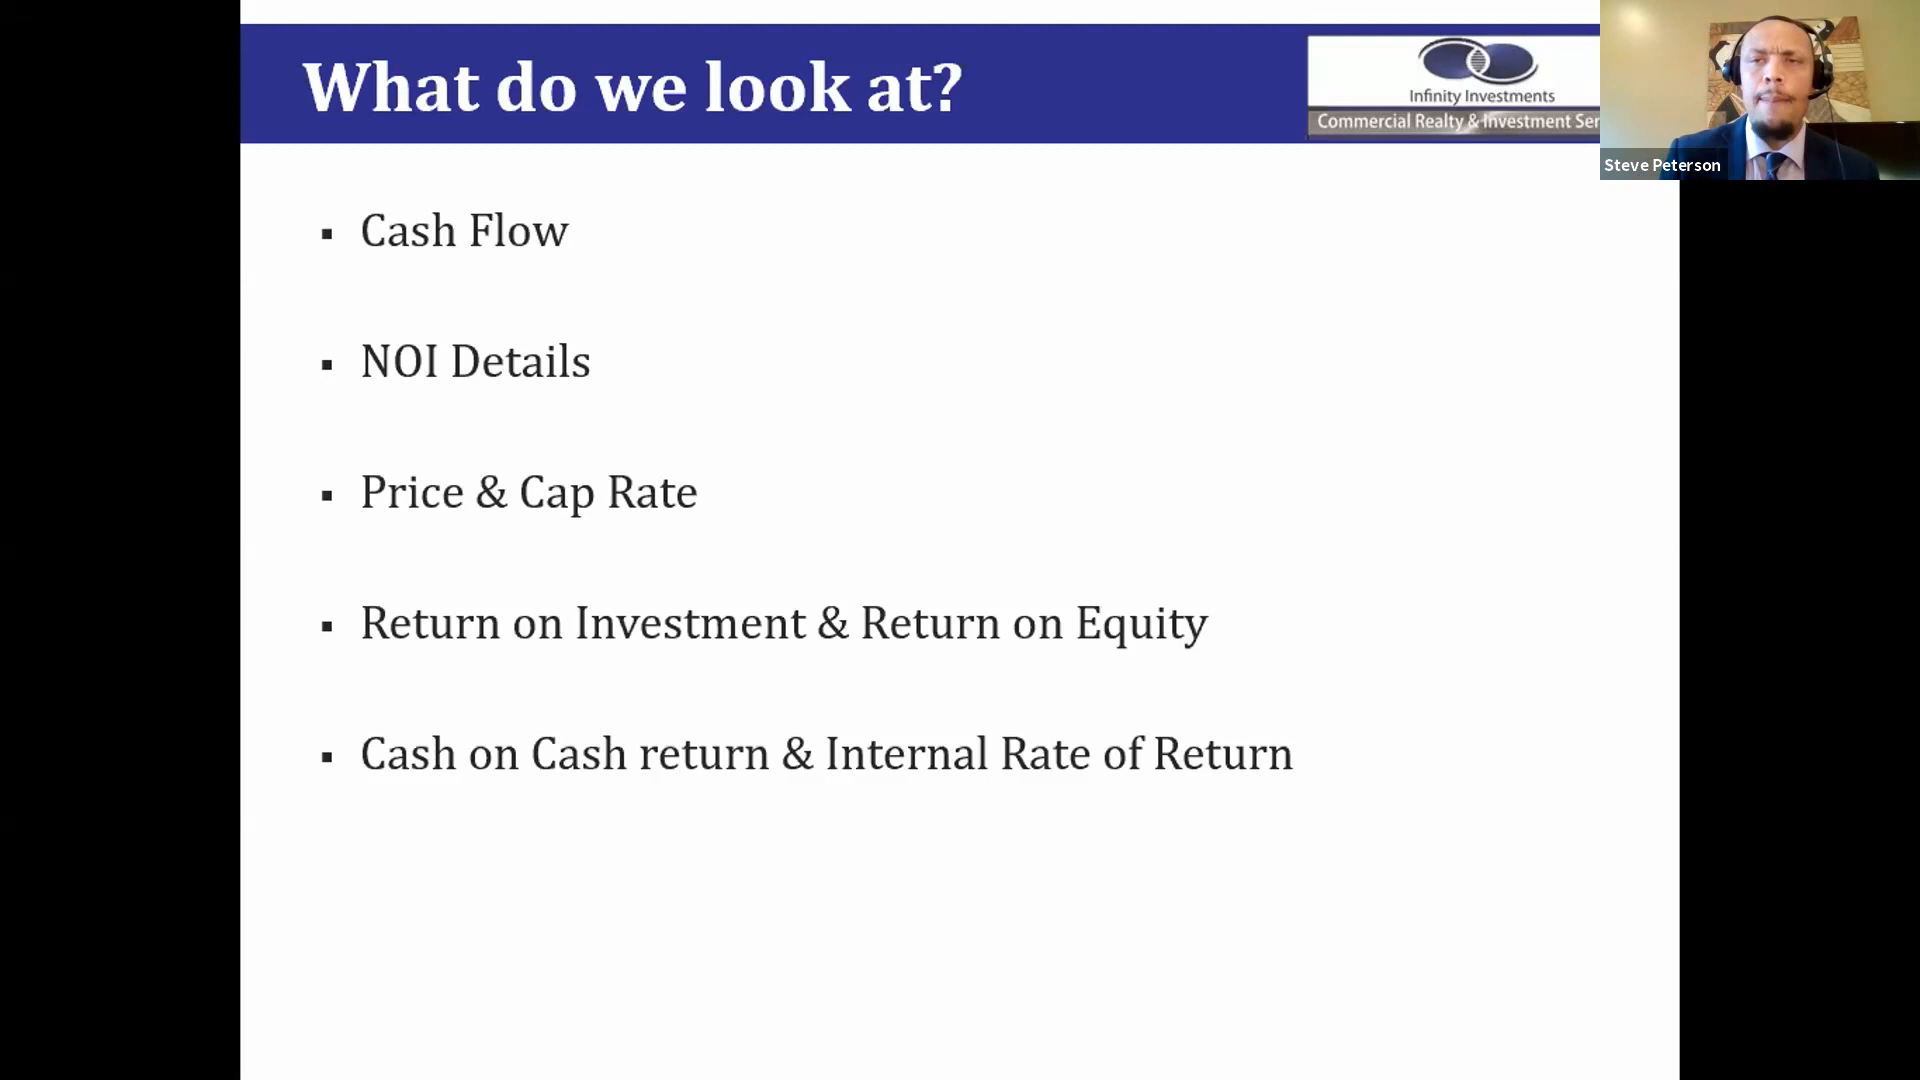 What do we look at?
Infinity Investments
Commercial Realty & Investment Ser
Steve Peterson
▪ Cash Flow
▪ NOI Details
▪ Price & Cap Rate
▪ Return on Investment & Return on Equity
▪ Cash on Cash return & Internal Rate of Return